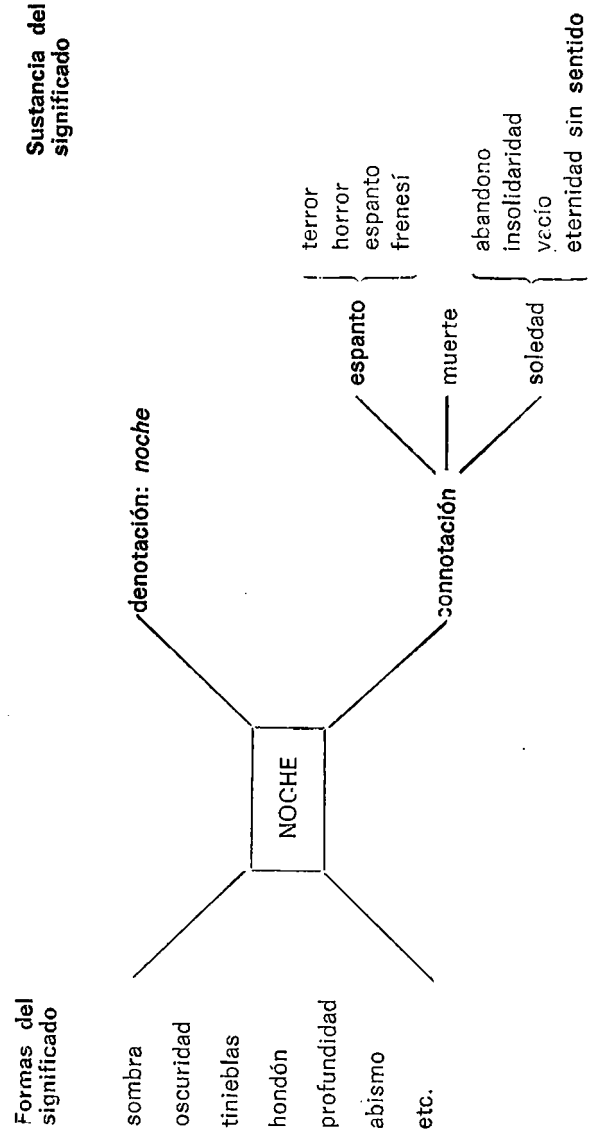 Formas del
significado
sombra
oscuridad
tinieblas
hondón
profundidad
abismo
etc.
NOCHE
denotación: noche
connotación
espanto
muerte
soledad
Sustancia del
significado
terror
horror
espanto
frenesí
abandono
insolidaridad
vacío
eternidad sin sentido